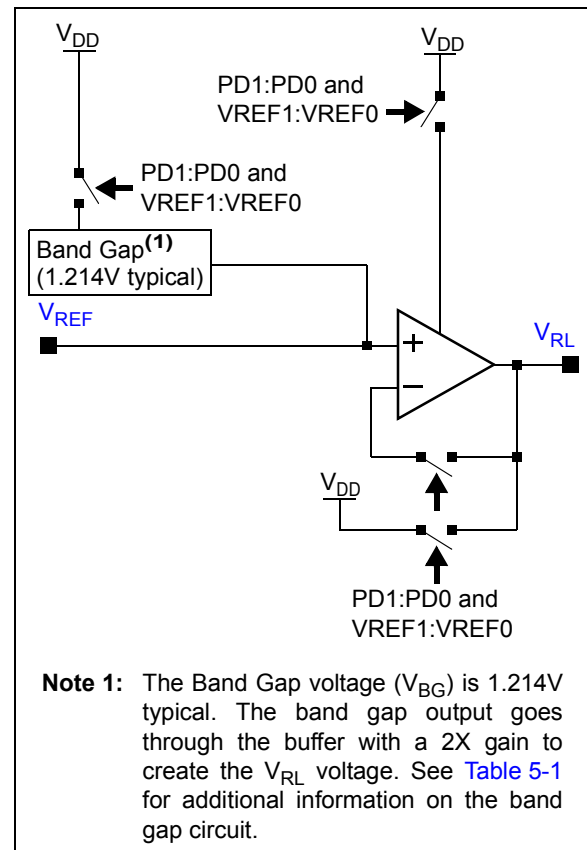 VDD
VDD
PD1:PD0 and
VREF1:VREF0
PD1:PD0 and
VREF1:VREF0
Band Gap(1)
(1.214V typical)
VREF
VRL
+
–
VDD
PD1:PD0 and
VREF1:VREF0
Note 1: The Band Gap voltage (VBG) is 1.214V
typical. The band gap output goes
through the buffer with a 2X gain to
create the VRL voltage. See Table 5-1
for additional information on the band
gap circuit.